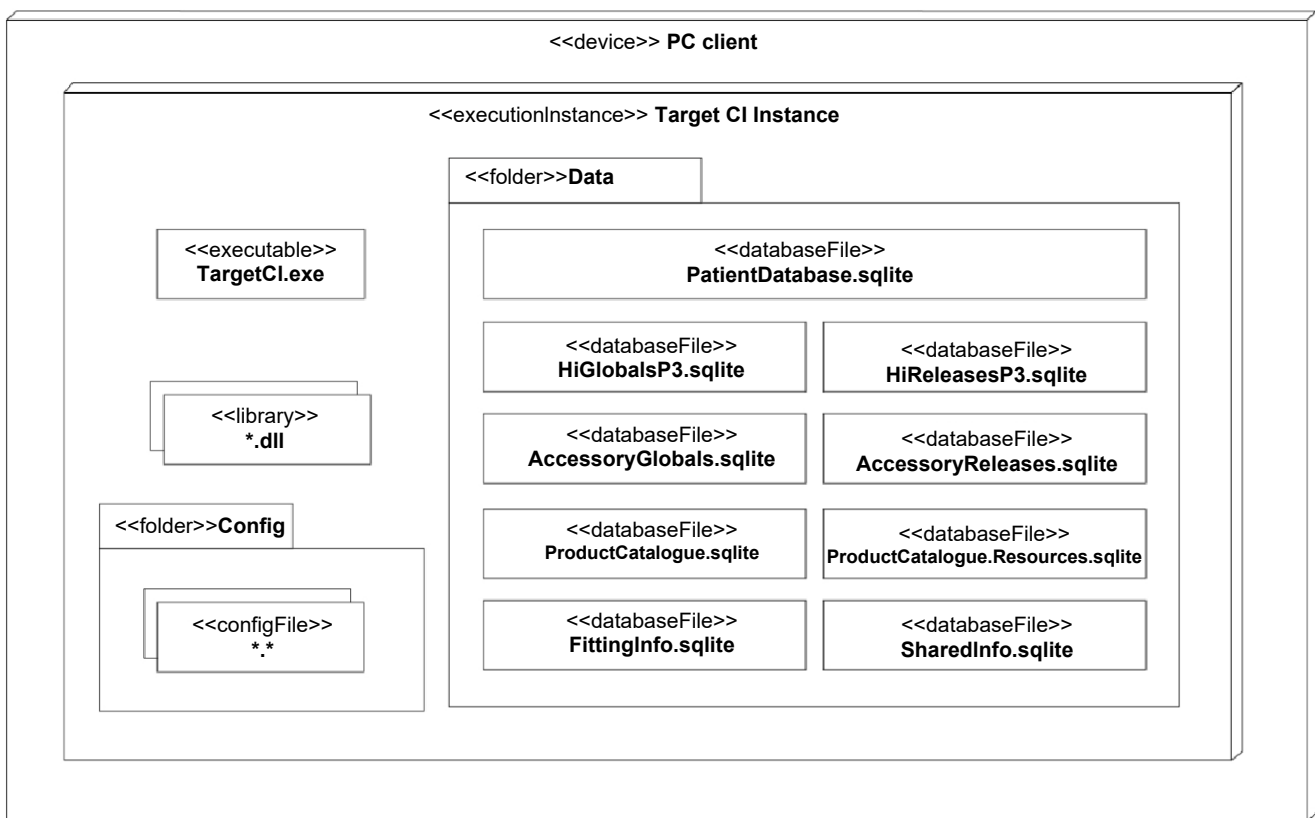 <<device>> PC client
<<executionInstance>> Target CI Instance
<<folder>>Data
<<executable>>
TargetCI.exe
<<library>>
*.dll
<<folder>>Config
<<configFile>>
*.*
<<databaseFile>>
PatientDatabase.sqlite
<<databaseFile>>
HiGlobalsP3.sqlite
<<databaseFile>>
HiReleasesP3.sqlite
<<databaseFile>>
AccessoryGlobals.sqlite
<<databaseFile>>
AccessoryReleases.sqlite
<<databaseFile>>
ProductCatalogue.sqlite
<<databaseFile>>
ProductCatalogue.Resources.sqlite
<<databaseFile>>
FittingInfo.sqlite
<<databaseFile>>
SharedInfo.sqlite